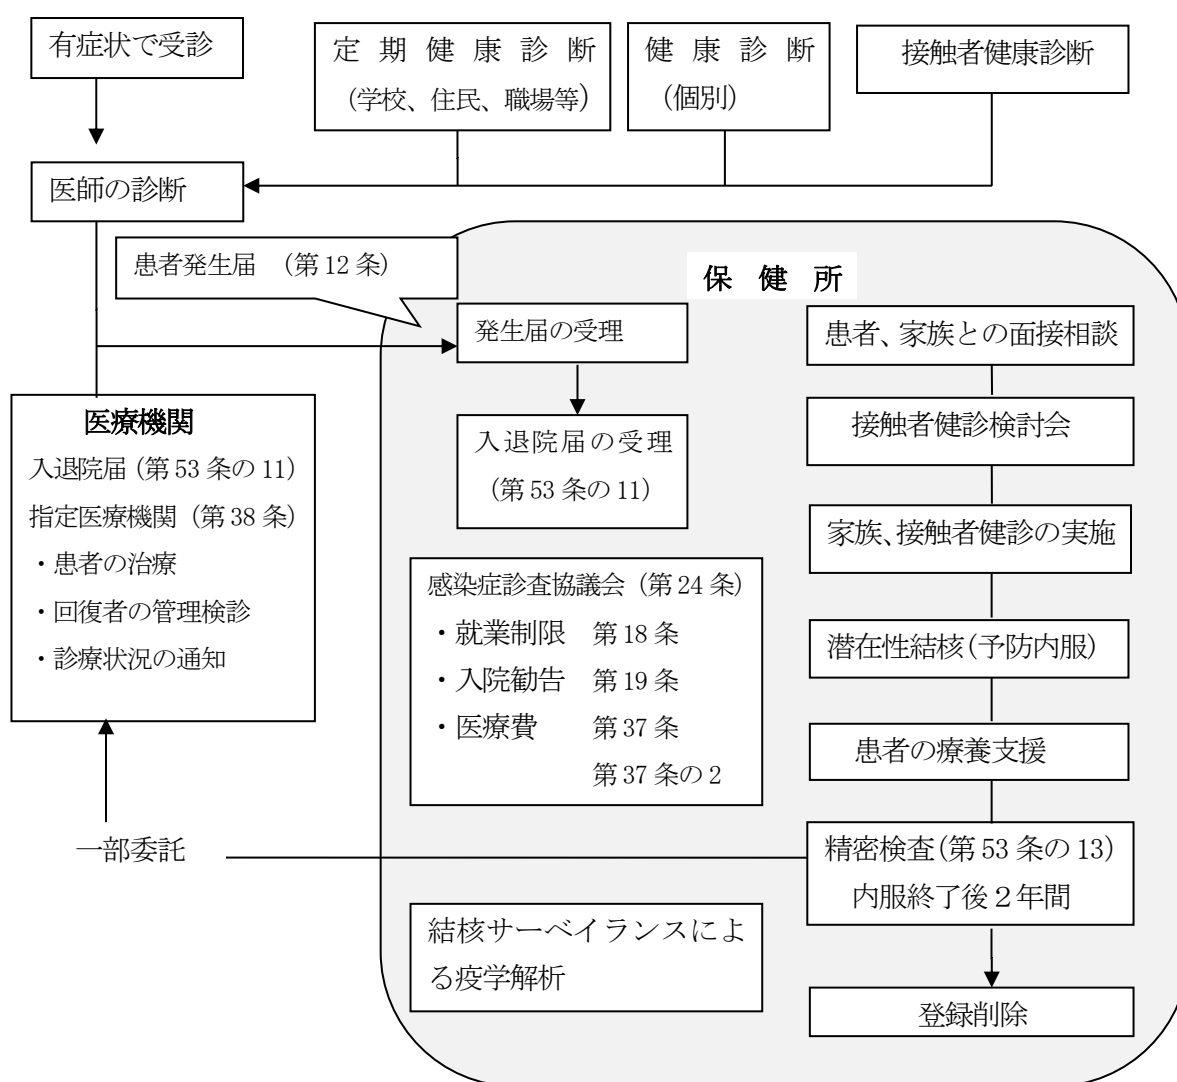 有症状で受診
定期健康診断
(学校、住民、職場等)
健康診断
(個別)
接触者健康診断
医師の診断
患者発生届 (第12条)
保健所
発生届の受理
入退院届の受理
(第53条の11)
医療機関
入退院届(第53条の11)
指定医療機関(第38条)
・患者の治療
・回復者の管理検診
・診療状況の通知
感染症診査協議会(第24条)
・就業制限 第18条
・入院勧告 第19条
・医療費 第37条
第37条の2
患者、家族との面接相談
接触者健診検討会
家族、接触者健診の実施
潜在性結核(予防内服)
患者の療養支援
精密検査(第53条の13)
内服終了後2年間
一部委託
結核サーベイランスによ
る疫学解析
登録削除